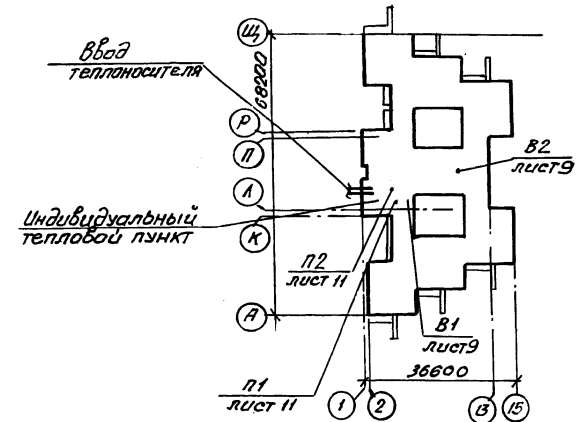 Щ
Ввод
теплоносителя
68200
Р
П
В2
лист 9
Л
Индивидуальный
тепловой пункт
К
П2
лист 11
А
В1
лист 9
36600
П1
лист 11
1
2
13
15